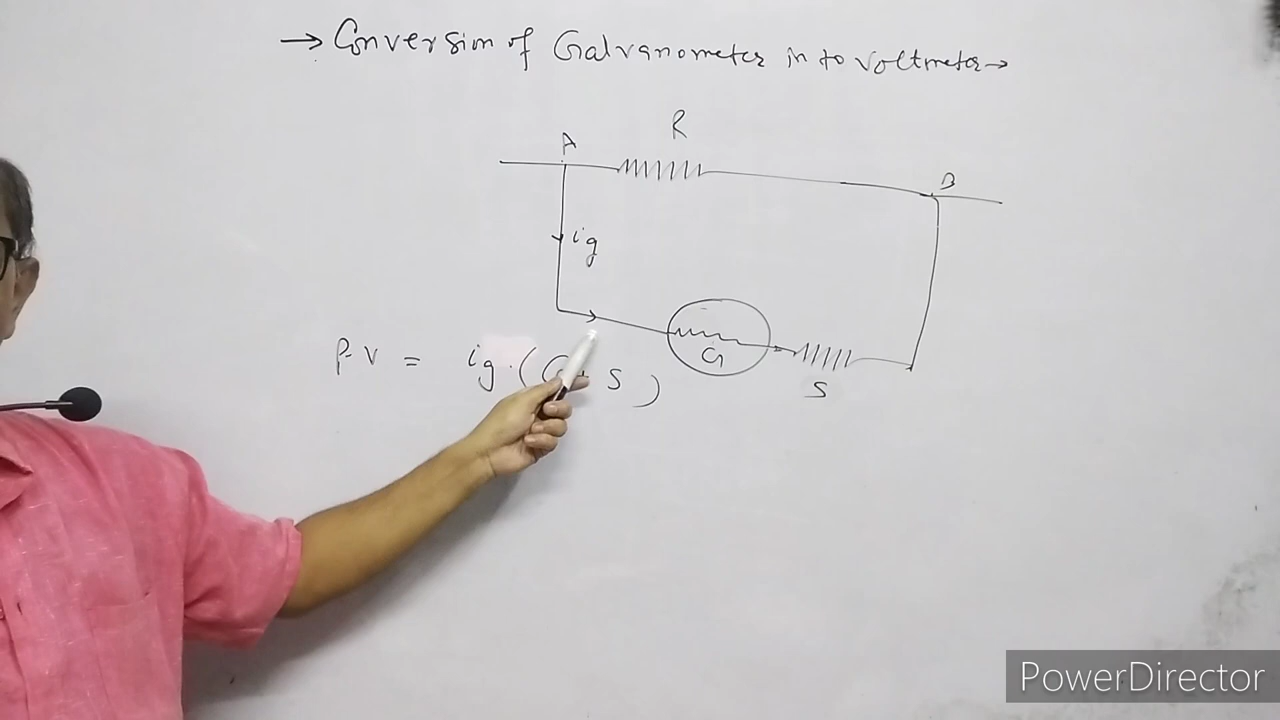 → Conversion of Galvanometer in to Voltmeter →
R
A
B
ig
G
S
P.V = ig.(G+ S)
PowerDirector